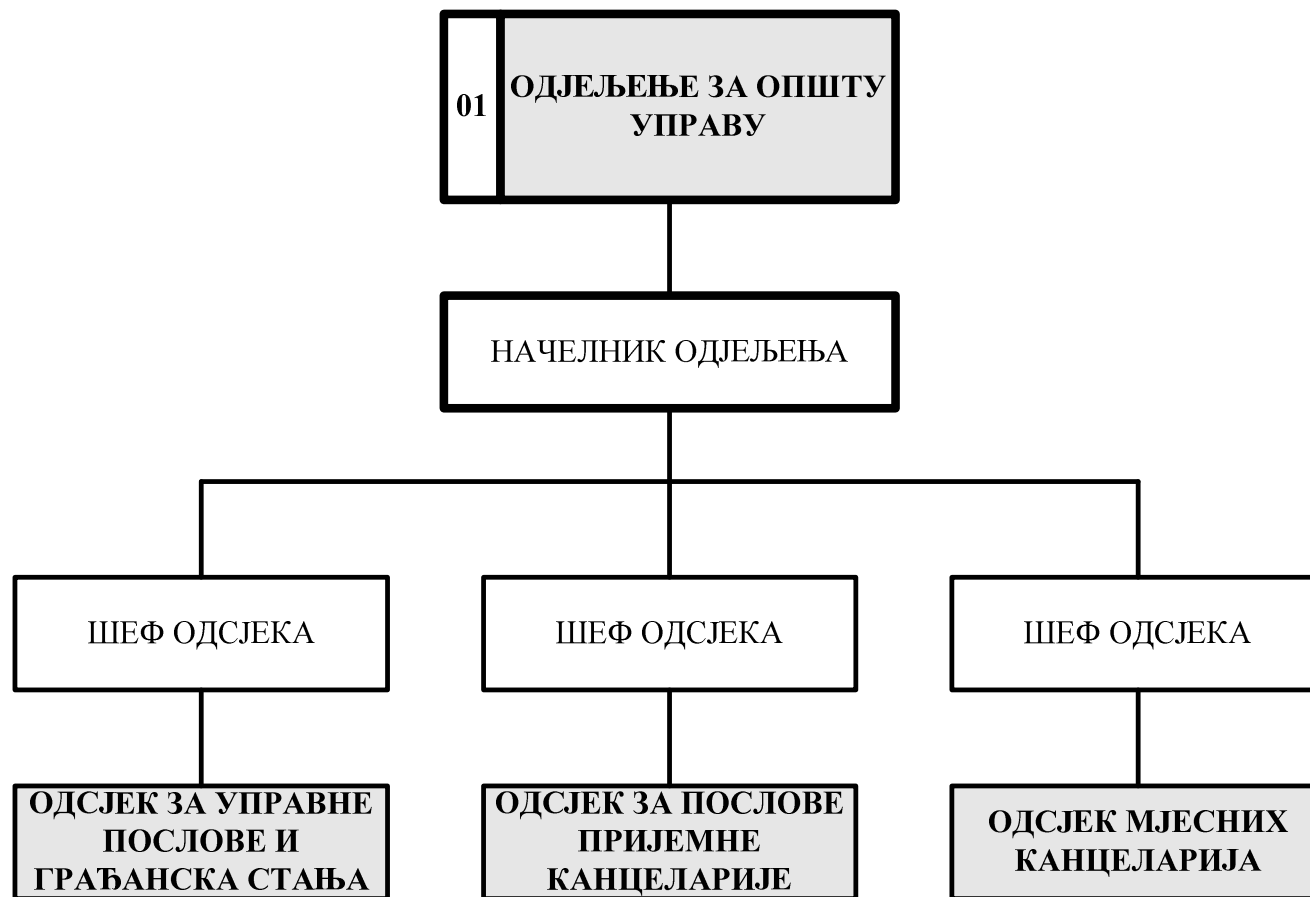 01
ОДЈЕЉЕЊЕ ЗА ОПШТУ
УПРАВУ
НАЧЕЛНИК ОДЈЕЉЕЊА
ШЕФ ОДСЈЕКА
ШЕФ ОДСЈЕКА
ШЕФ ОДСЈЕКА
ОДСЈЕК ЗА УПРАВНЕ
ПОСЛОВЕ И
ГРАЂАНСКА СТАЊА
ОДСЈЕК ЗА ПОСЛОВЕ
ПРИЈЕМНЕ
КАНЦЕЛАРИЈЕ
ОДСЈЕК МЈЕСНИХ
КАНЦЕЛАРИЈА